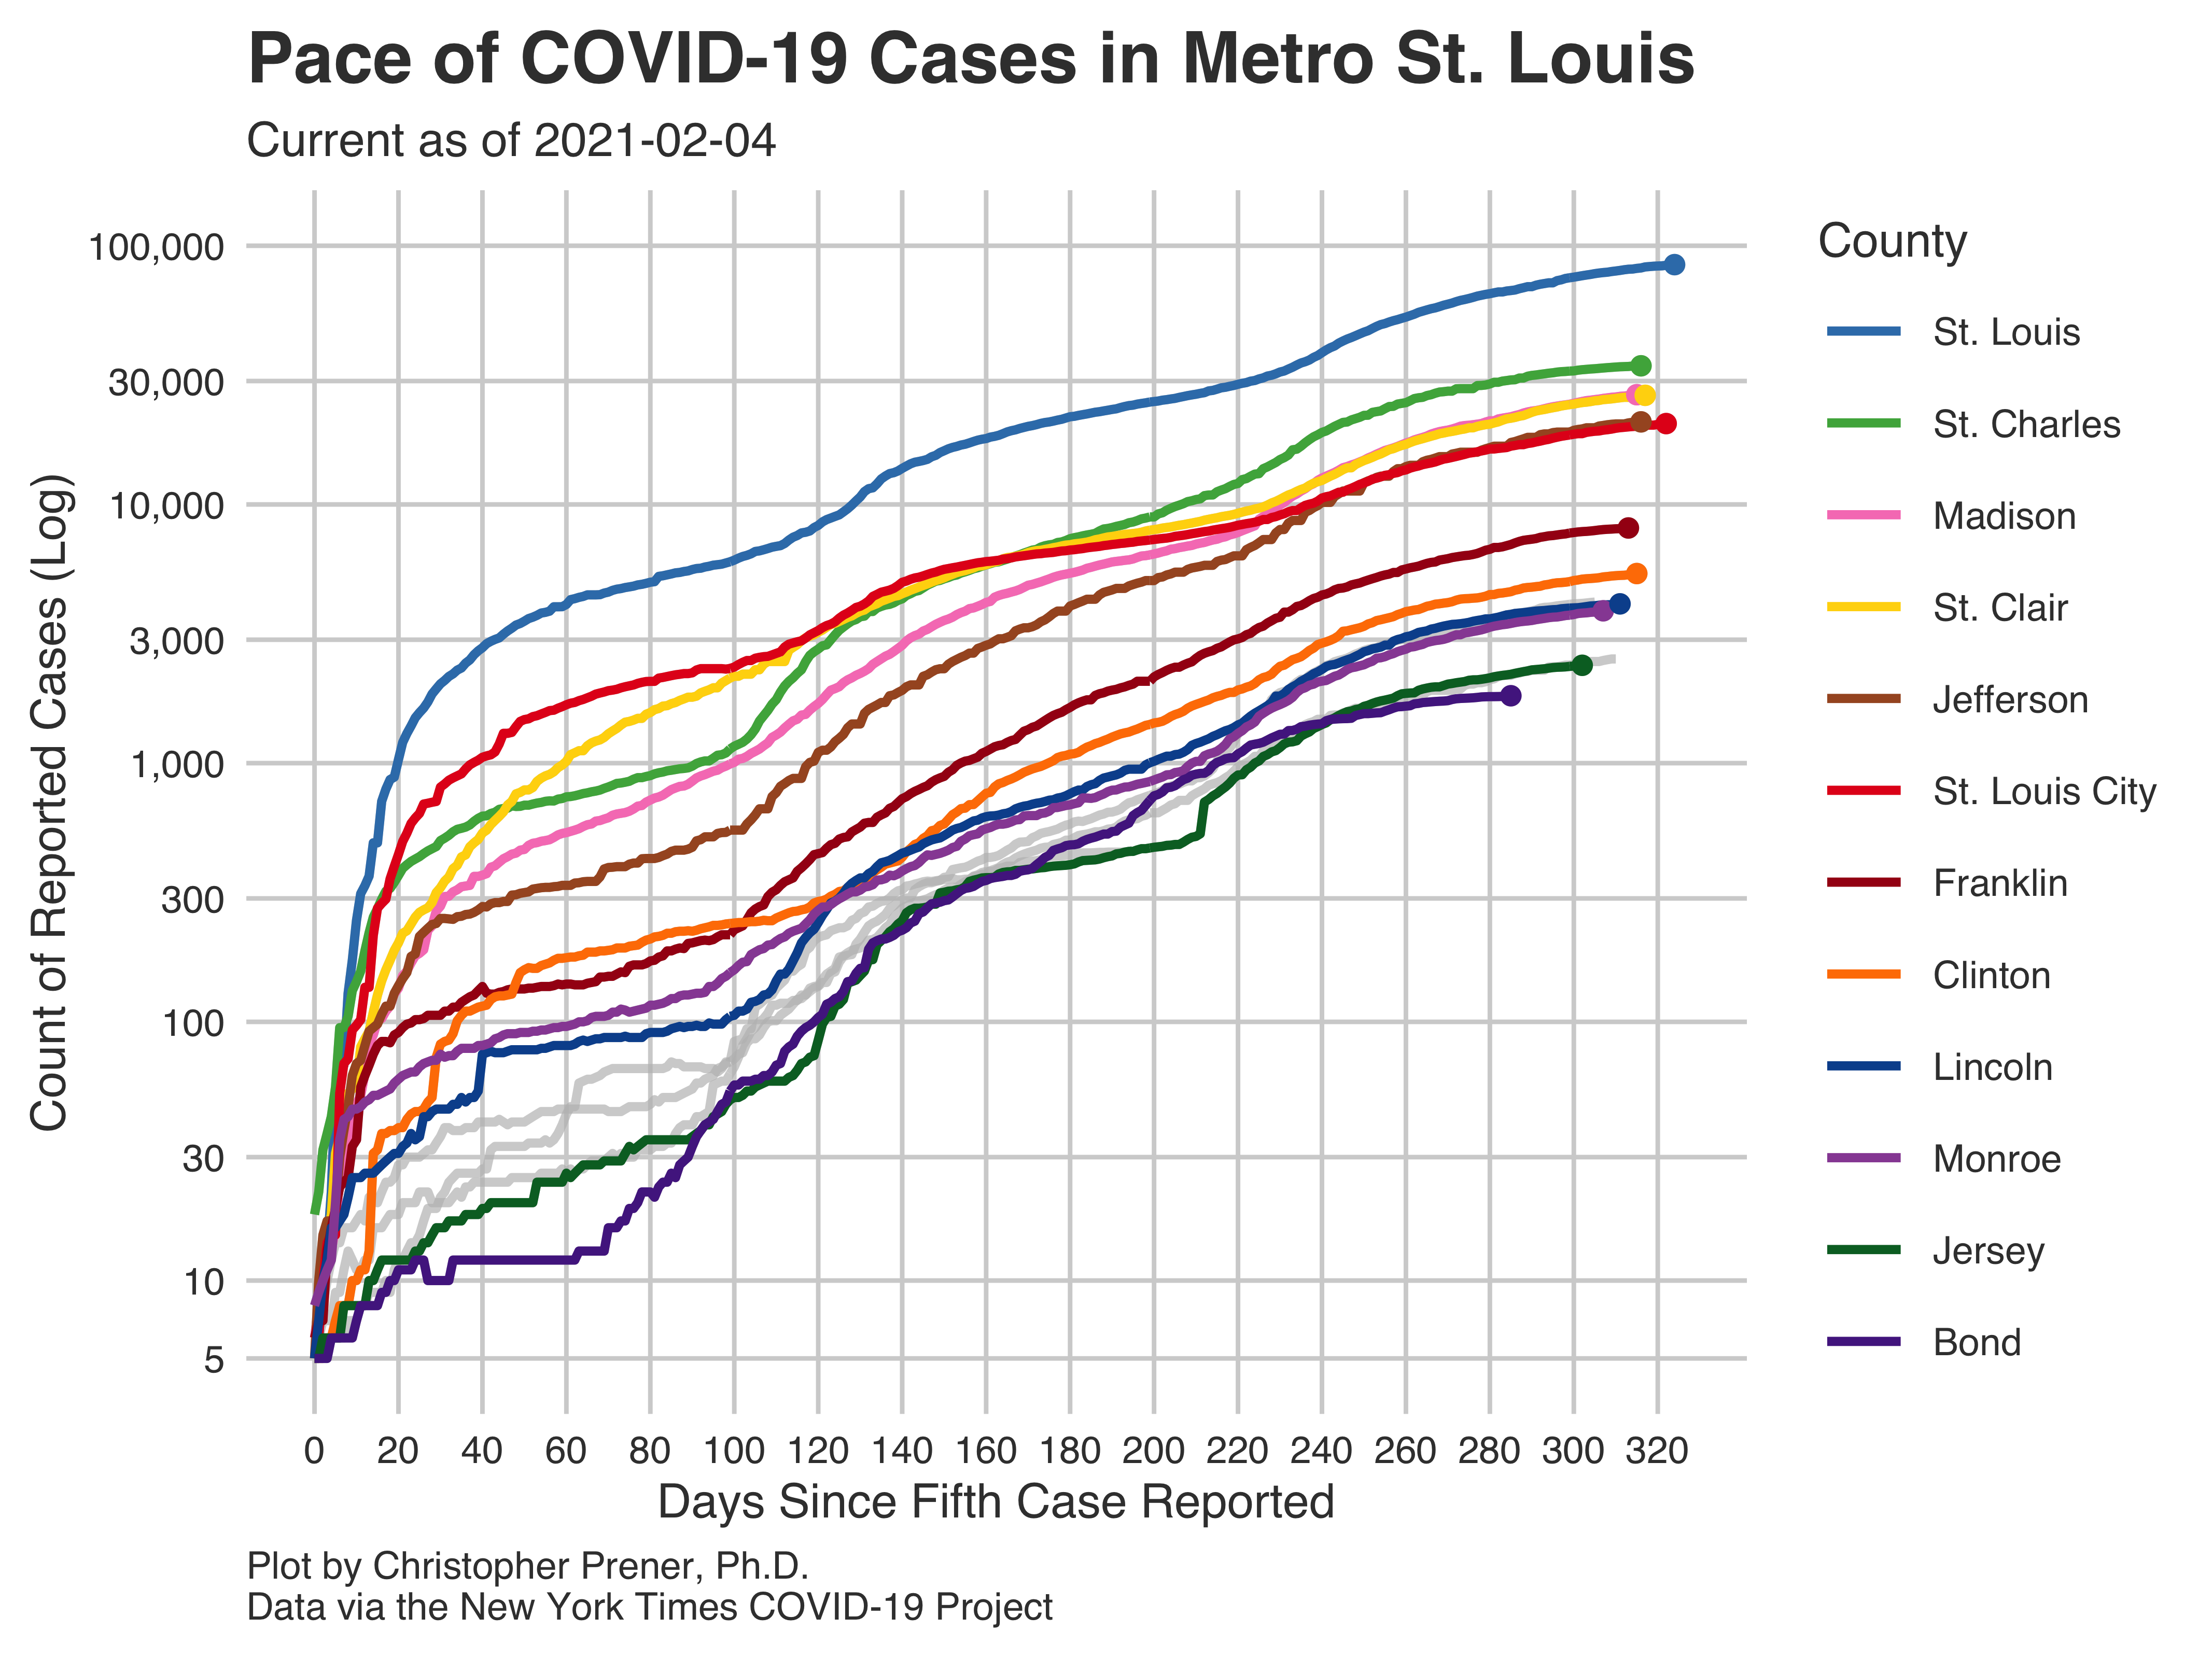 Pace of COVID-19 Cases in Metro St. Louis
Current as of 2021-02-04
Count of Reported Cases (Log)
100,000
30,000
10,000
3,000
1,000
300
100
30
10
5
0 20 40 60 80 100 120 140 160 180 200 220 240 260 280 300 320
Days Since Fifth Case Reported
County
St. Louis
St. Charles
Madison
St. Clair
Jefferson
St. Louis City
Franklin
Clinton
Lincoln
Monroe
Jersey
Bond
Plot by Christopher Prener, Ph.D.
Data via the New York Times COVID-19 Project